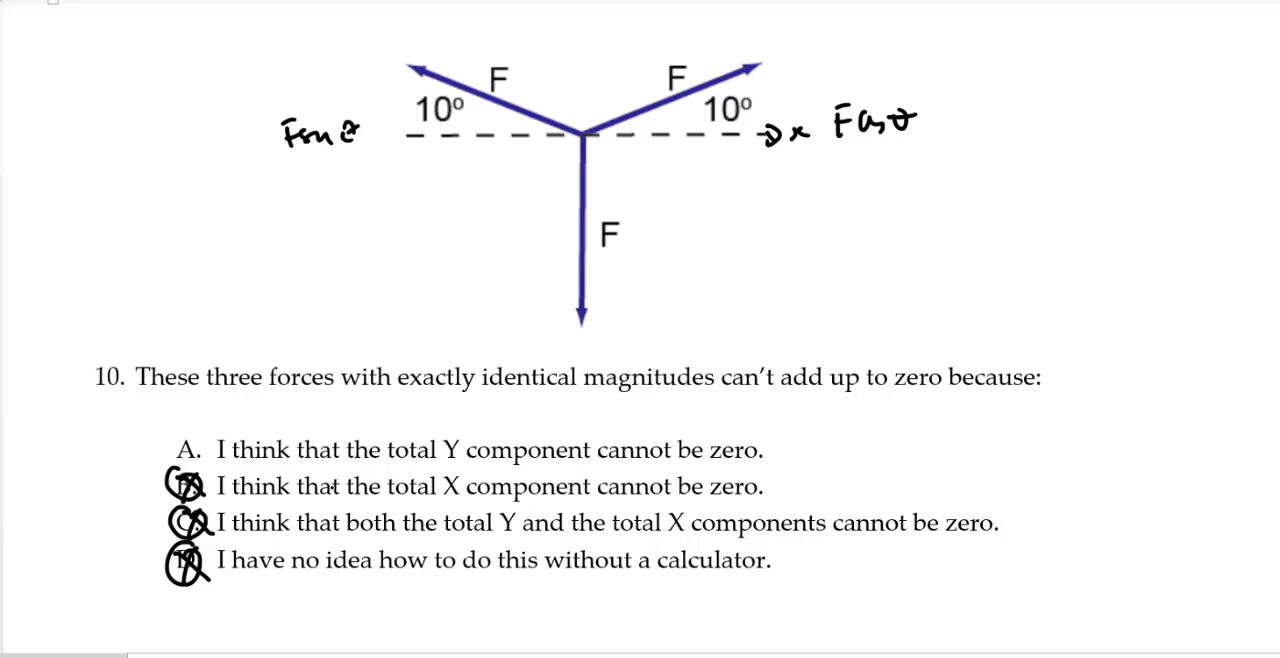 F F
10º 10º
x F
F
10. These three forces with exactly identical magnitudes can't add up to zero because:
A. I think that the total Y component cannot be zero.
I think that the total X component cannot be zero.
I think that both the total Y and the total X components cannot be zero.
I have no idea how to do this without a calculator.